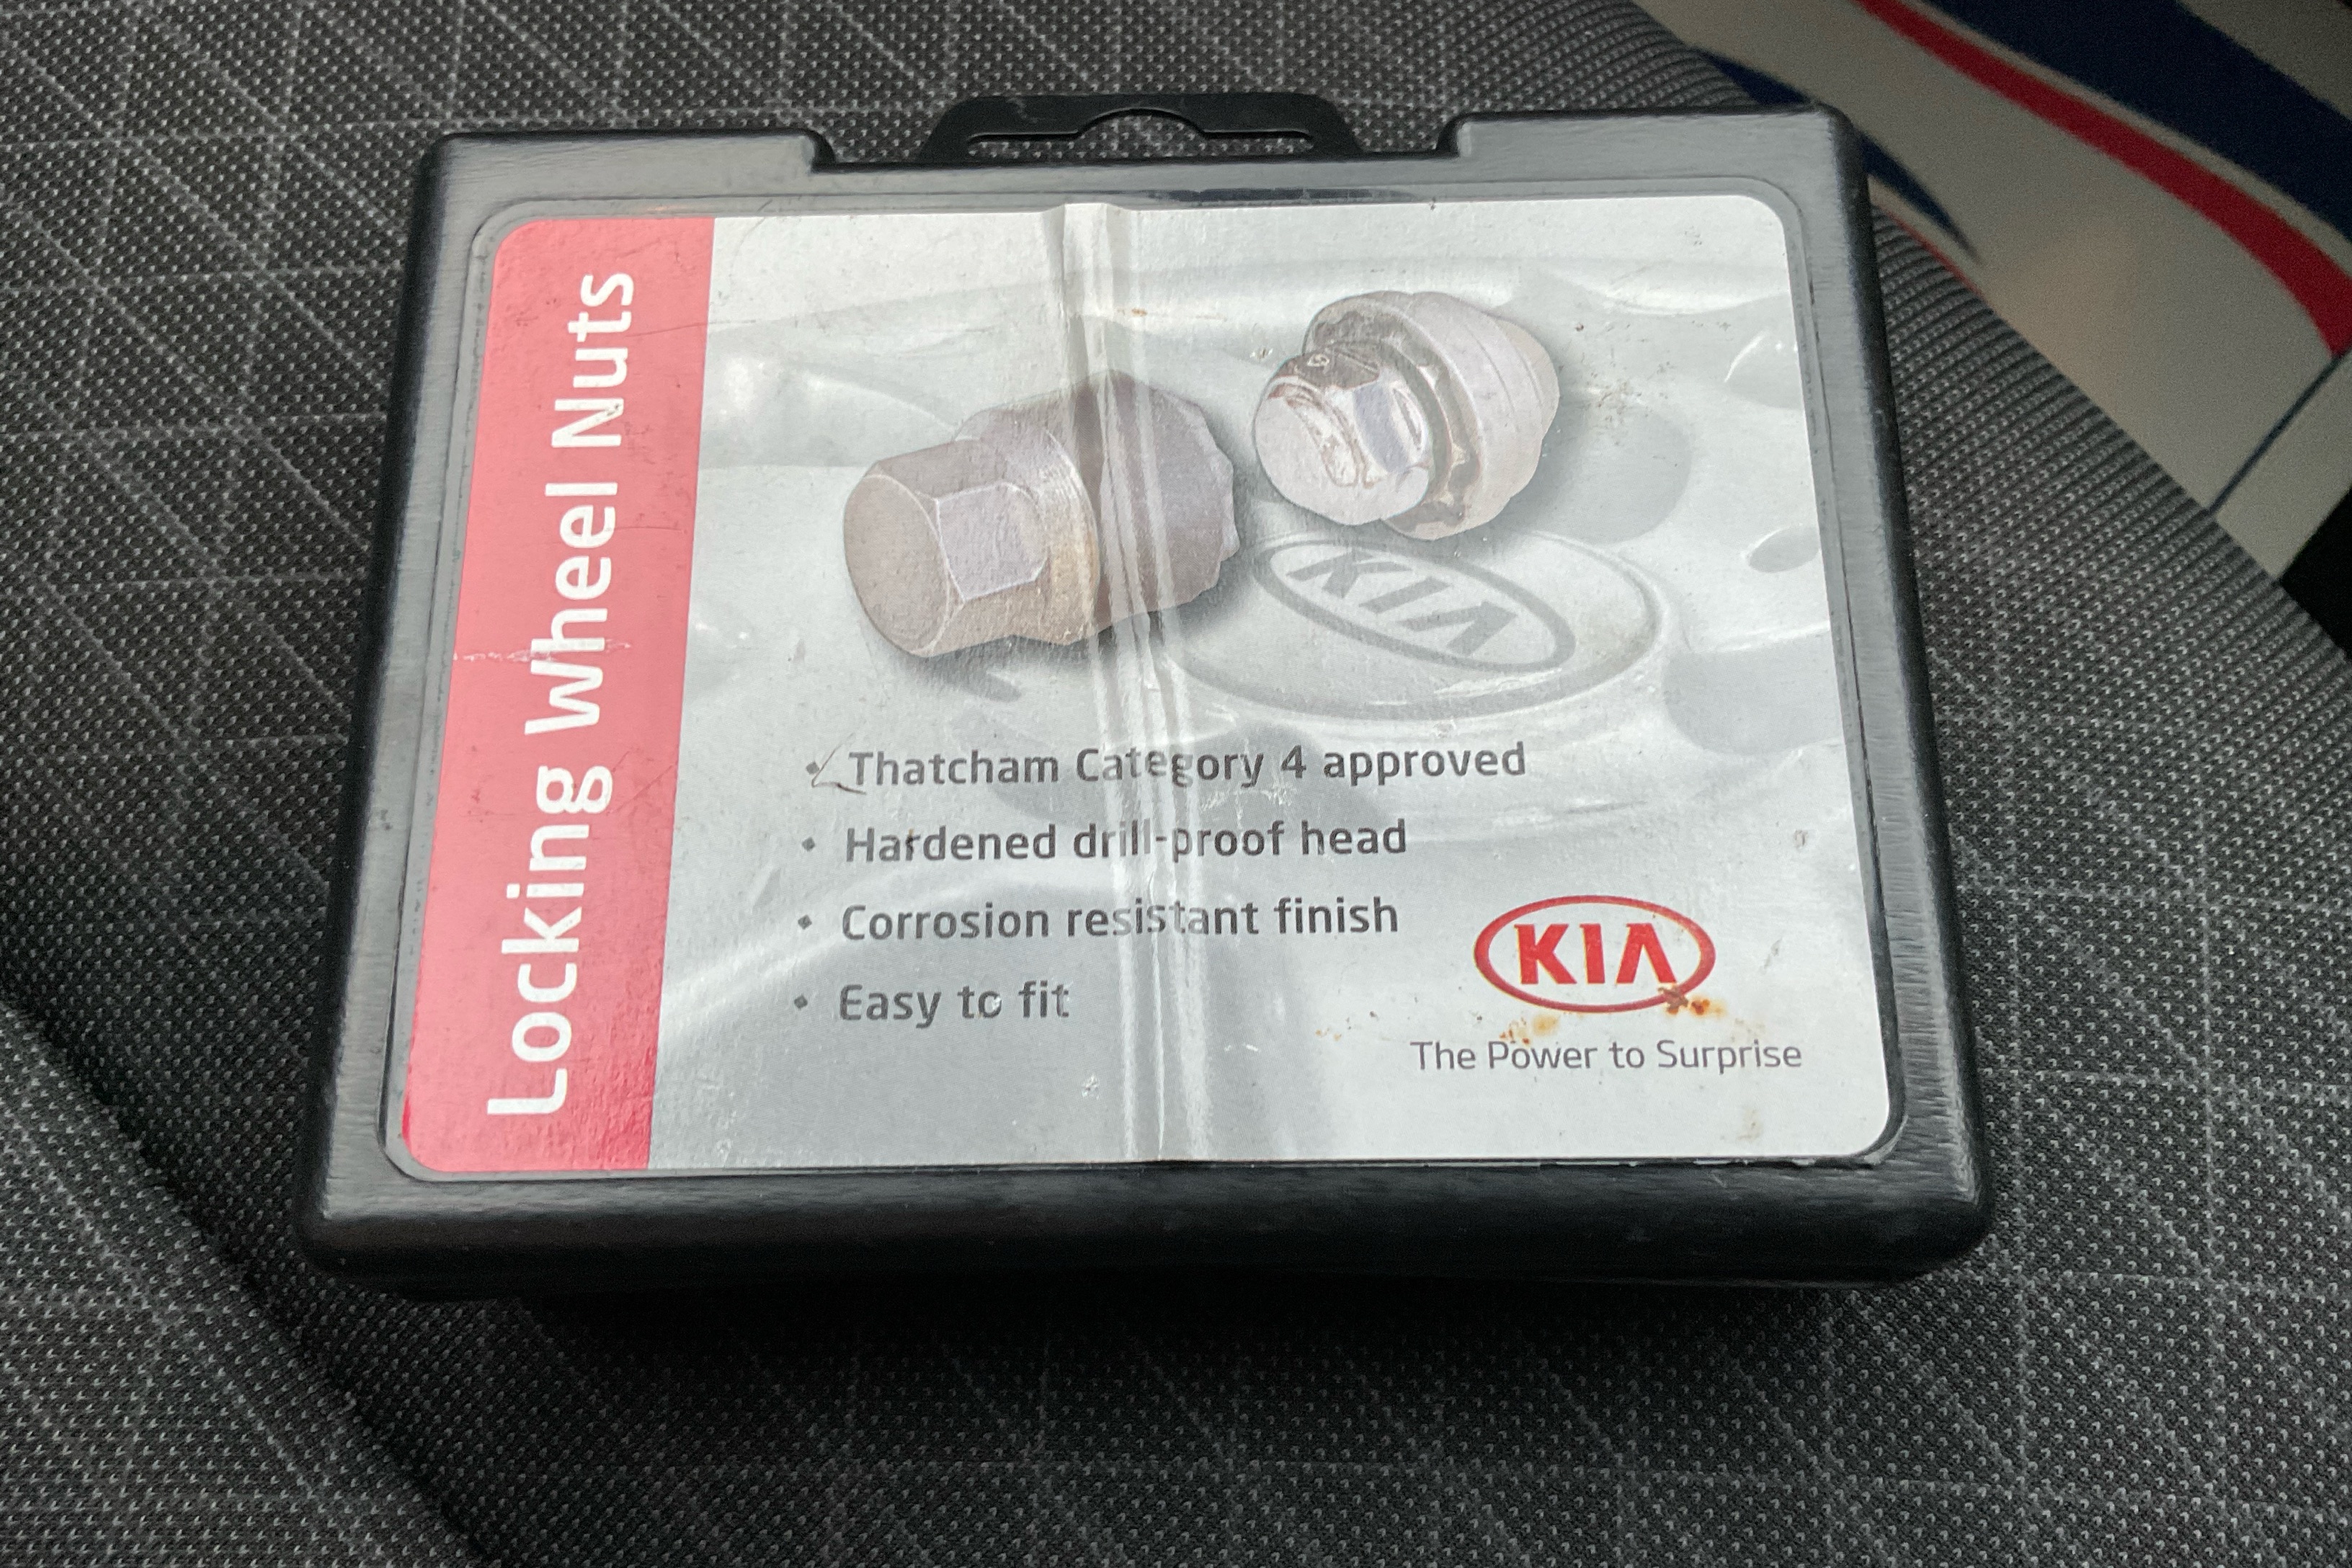 Locking Wheel Nuts
KIA
• Thatcham Category 4 approved
• Hardened drill-proof head
• Corrosion resistant finish
• Easy to fit
KIA
The Power to Surprise